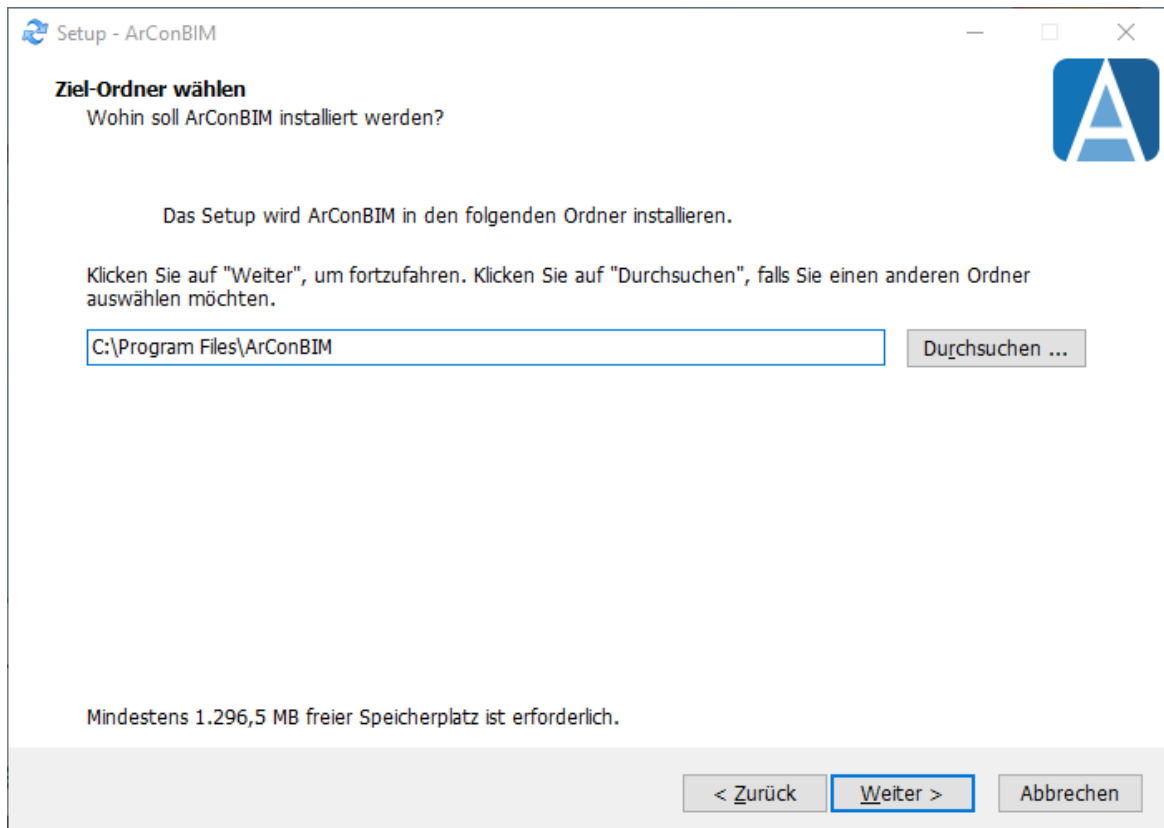 Setup - ArConBIM
Ziel-Ordner wählen
Wohin soll ArConBIM installiert werden?
Das Setup wird ArConBIM in den folgenden Ordner installieren.
Klicken Sie auf "Weiter", um fortzufahren. Klicken Sie auf "Durchsuchen", falls Sie einen anderen Ordner
auswählen möchten.
C:\Program Files\ArConBIM
Durchsuchen ...
Mindestens 1.296,5 MB freier Speicherplatz ist erforderlich.
< Zurück
Weiter >
Abbrechen